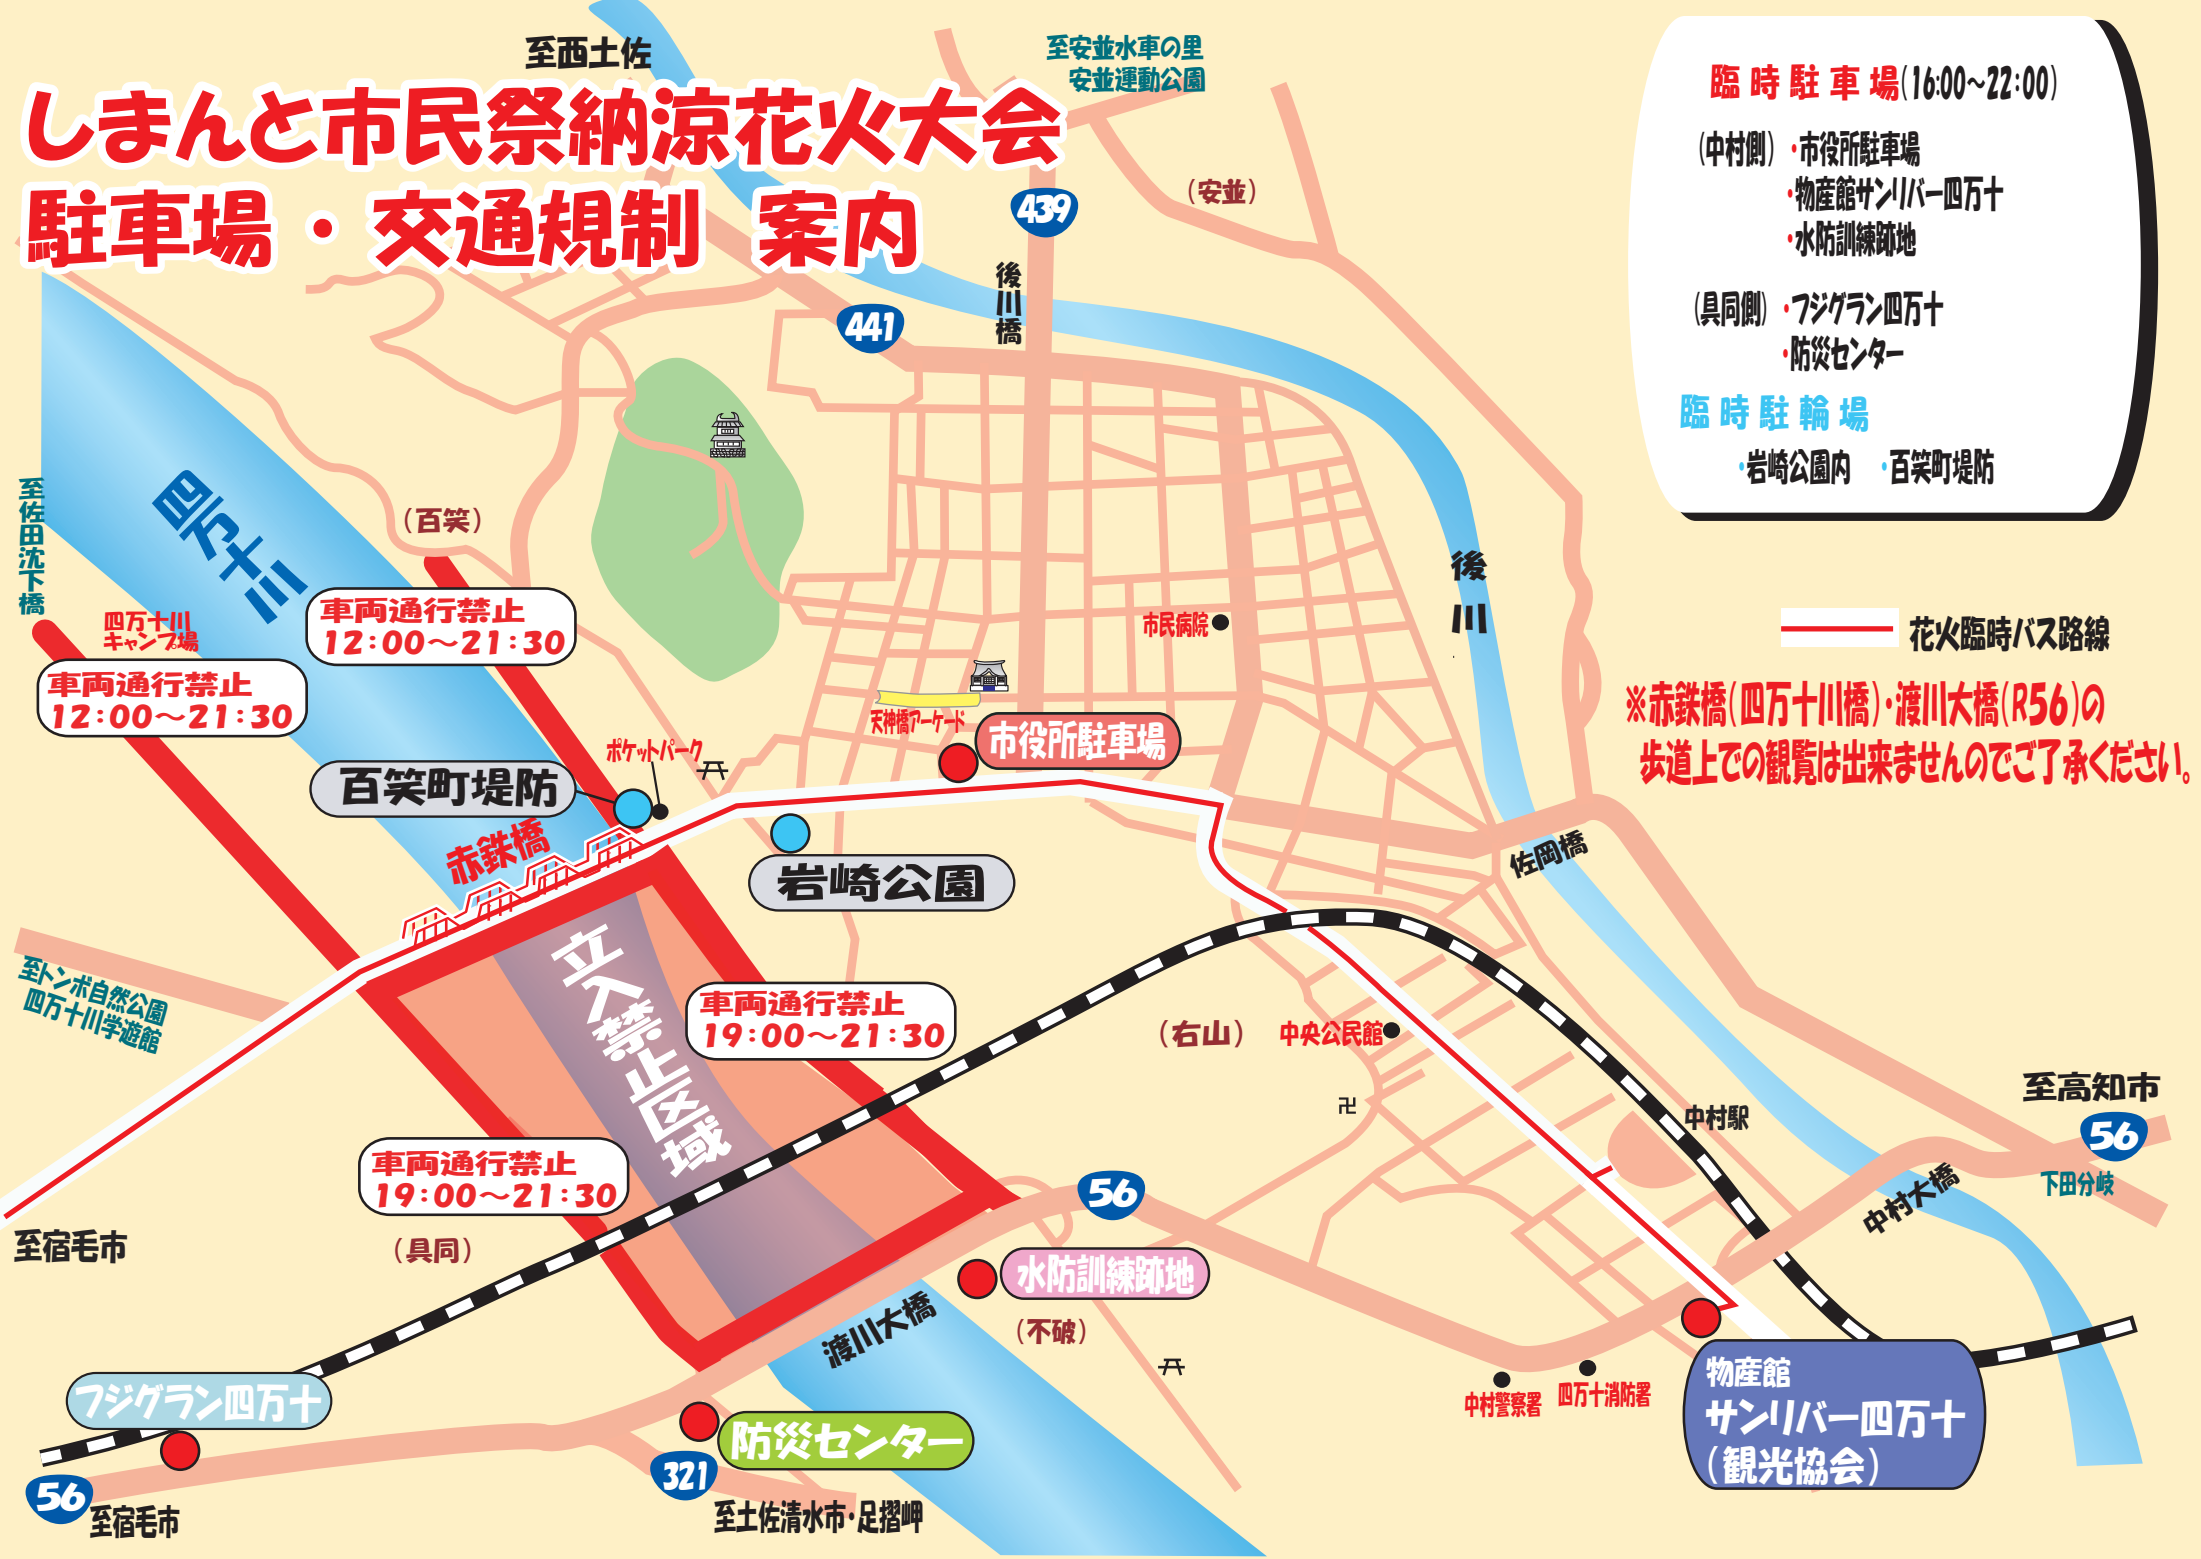 しまんと市民祭納涼花火大会
駐車場・交通規制 案内
至西土佐
至安並水車の里
安並運動公園
(安並)
439
441
後川橋
臨時駐車場(16:00～22:00)
(中村側) ・市役所駐車場
・物産館サンリバー四万十
・水防訓練跡地
(具同側) ・フジグラン四万十
・防災センター
臨時駐輪場
・岩崎公園内 ・百笑町堤防
花火臨時バス路線
※赤鉄橋(四万十川橋)・渡川大橋(R56)の
歩道上での観覧は出来ませんのでご了承ください。
至佐田沈下橋
四万十川
(百笑)
四万十川
キャンプ場
車両通行禁止
12:00～21:30
車両通行禁止
12:00～21:30
後川
市民病院
天神橋アーケード
市役所駐車場
ポケットパーク
百笑町堤防
赤鉄橋
岩崎公園
佐岡橋
至トンボ自然公園
四万十川学遊館
立入禁止区域
車両通行禁止
19:00～21:30
(右山)
中央公民館
卍
中村駅
至高知市
56
下田分岐
中村大橋
車両通行禁止
19:00～21:30
(具同)
至宿毛市
56
水防訓練跡地
(不破)
渡川大橋
フジグラン四万十
防災センター
321
至土佐清水市・足摺岬
56
至宿毛市
中村警察署
四万十消防署
物産館
サンリバー四万十
(観光協会)